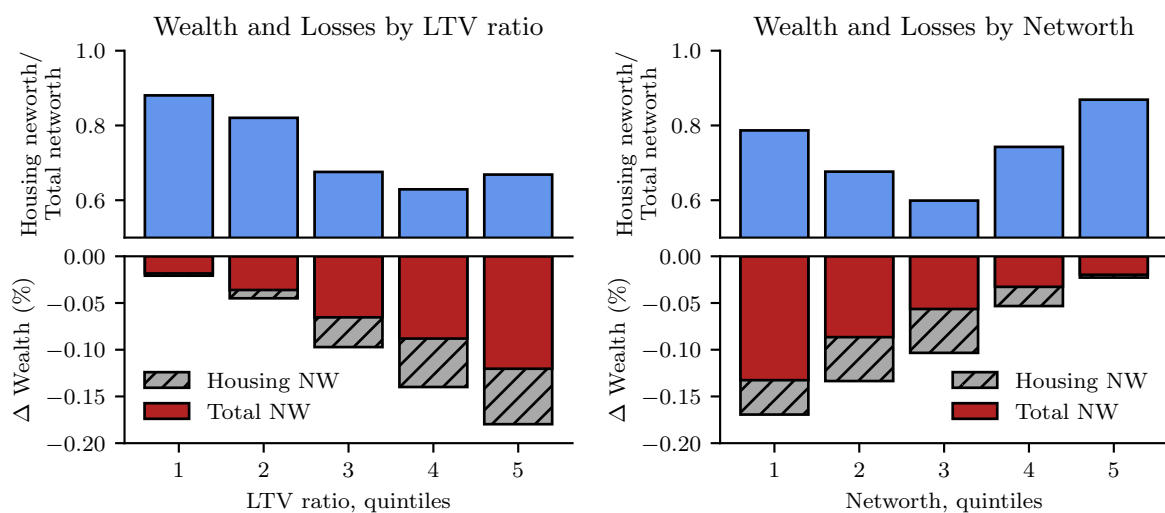 Wealth and Losses by LTV ratio
Housing neworth/
Total networth
1.0
0.8
0.6
Δ Wealth (%)
0.00
−0.05
−0.10
−0.15
−0.20
Housing NW
Total NW
1 2 3 4 5
LTV ratio, quintiles
Wealth and Losses by Networth
Housing neworth/
Total networth
1.0
0.8
0.6
Δ Wealth (%)
0.00
−0.05
−0.10
−0.15
−0.20
Housing NW
Total NW
1 2 3 4 5
Networth, quintiles